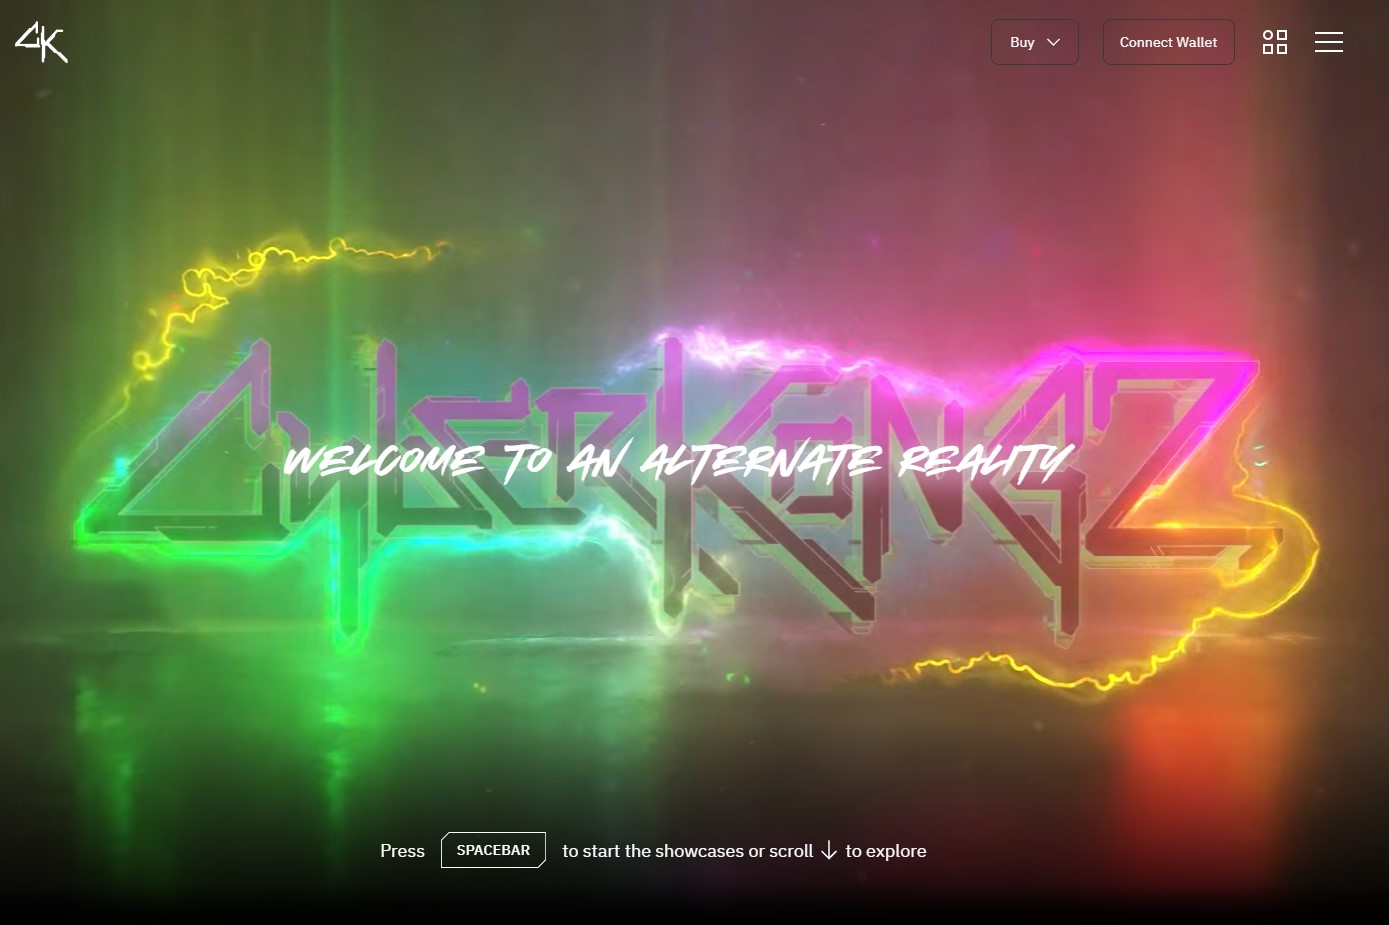 CK
Buy
Connect Wallet
CYBERKONGZ
WELCOME TO AN ALTERNATE REALITY
Press SPACEBAR to start the showcases or scroll ↓ to explore